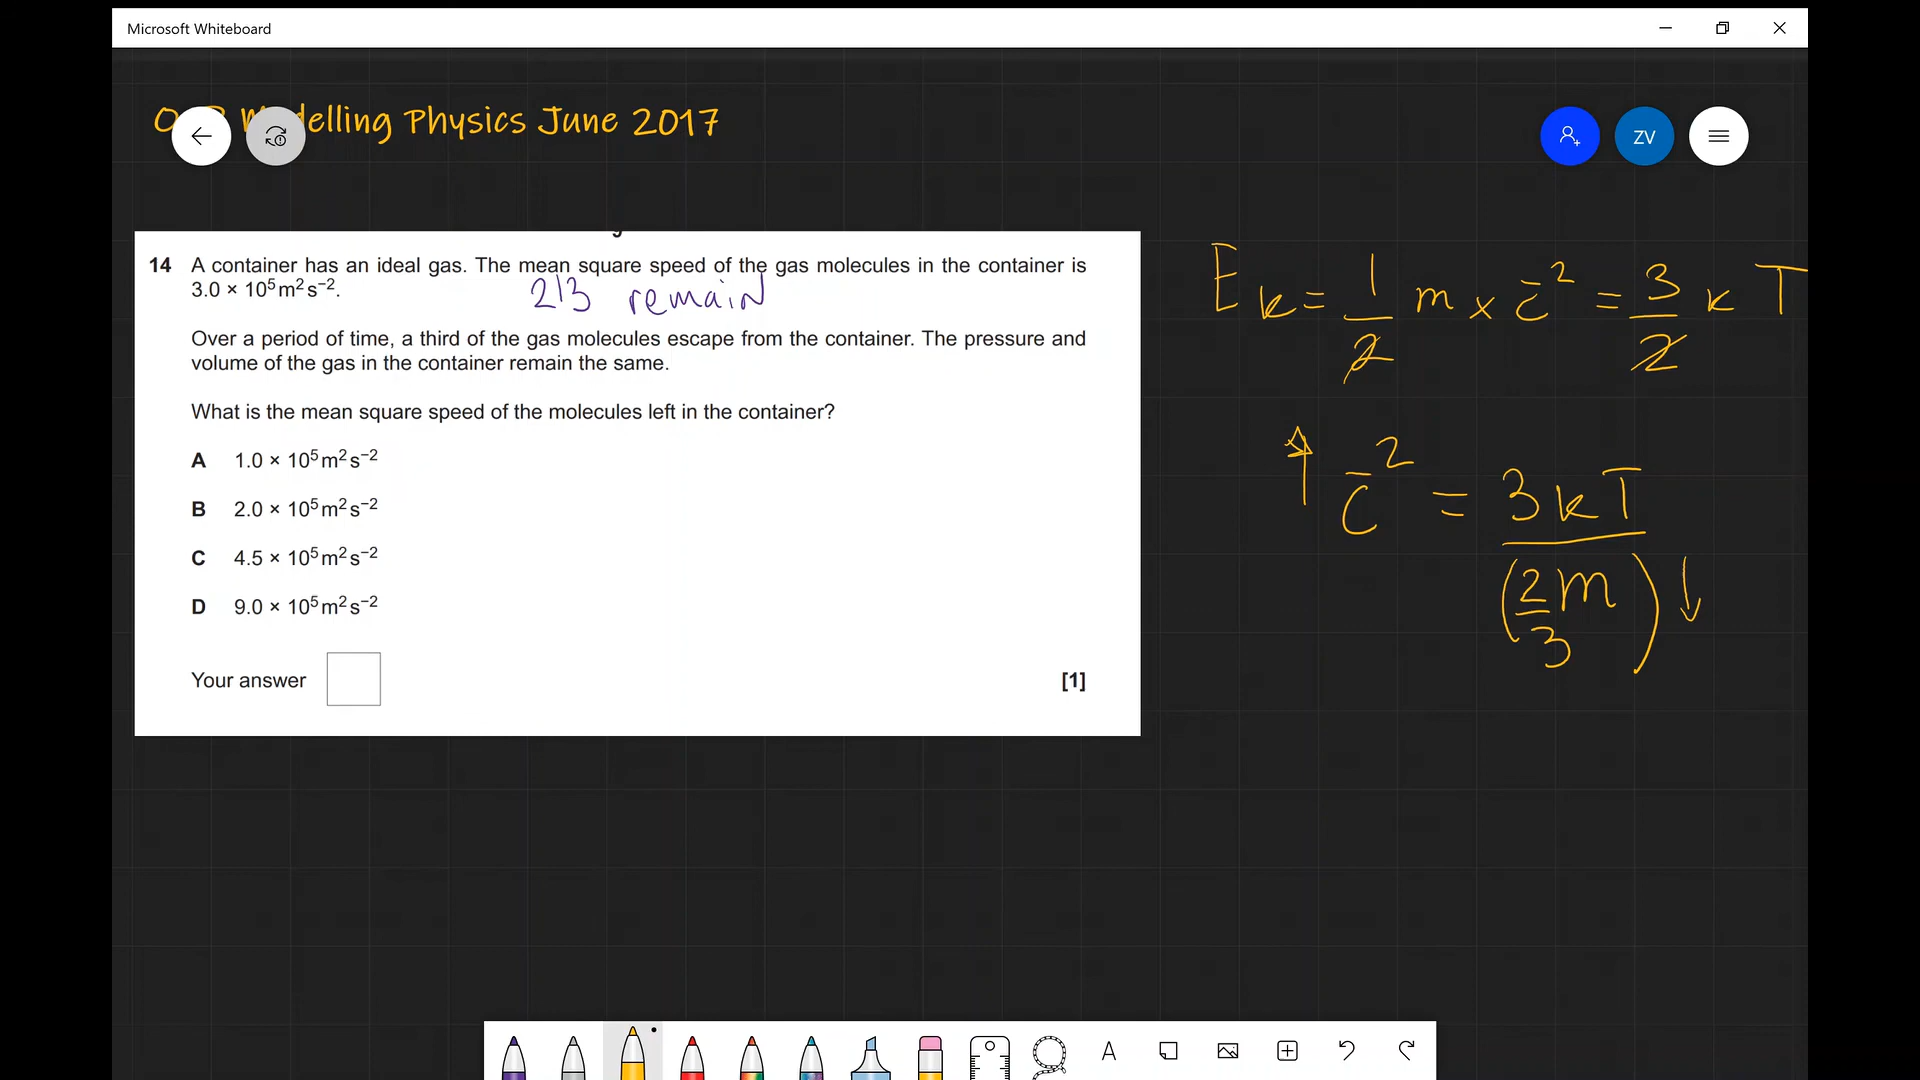 Microsoft Whiteboard
Modelling Physics June 2017
ZV
14 A container has an ideal gas. The mean square speed of the gas molecules in the container is
3.0 × 10⁵ m² s⁻².
2/3 remain
Over a period of time, a third of the gas molecules escape from the container. The pressure and
volume of the gas in the container remain the same.
What is the mean square speed of the molecules left in the container?
A 1.0 × 10⁵ m² s⁻²
B 2.0 × 10⁵ m² s⁻²
C 4.5 × 10⁵ m² s⁻²
D 9.0 × 10⁵ m² s⁻²
Your answer [1]
E k = 1/2 m × c̄² = 3/2 k T
↑ c̄² = 3kT / (2/3 m) ↓
A